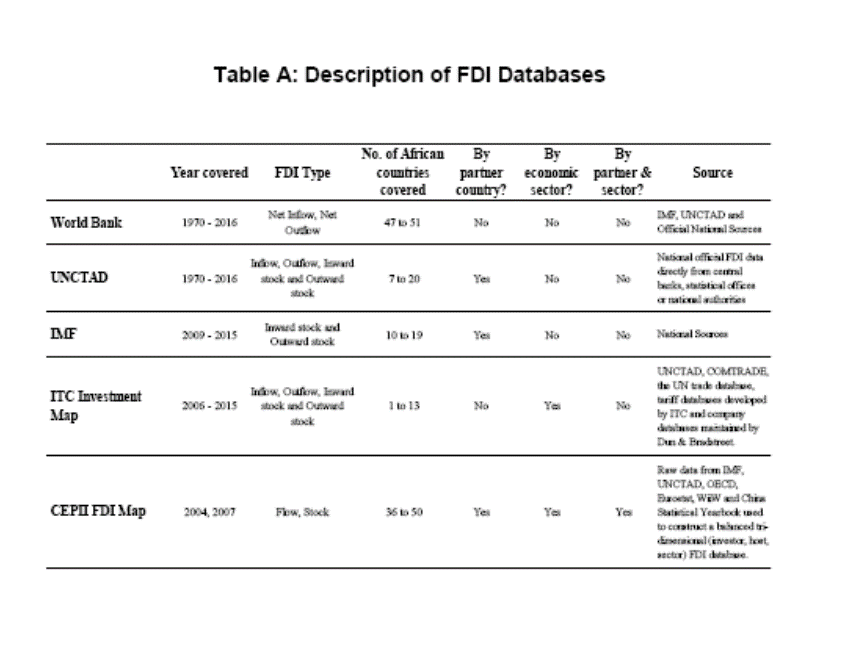 Table A: Description of FDI Databases
Year covered
FDI Type
No. of African
countries
covered
By
partner
country?
By
economic
sector?
By
partner &
sector?
Source
World Bank
1970 - 2016
Net Inflow, Net
Outflow
47 to 51
No
No
No
IMF, UNCTAD and
Official National Sources
UNCTAD
1970 - 2016
Inflow, Outflow, Inward
stock and Outward
stock
7 to 20
Yes
No
No
National official FDI data
directly from central
banks, statistical offices
or national authorities
IMF
2009 - 2015
Inward stock and
Outward stock
10 to 19
Yes
No
No
National Sources
ITC Investment
Map
2006 - 2015
Inflow, Outflow, Inward
stock and Outward
stock
1 to 13
No
Yes
No
UNCTAD, COMTRADE,
the UN trade database,
tariff databases developed
by ITC and company
databases maintained by
Dun & Bradstreet.
CEPII FDI Map
2004, 2007
Flow, Stock
36 to 50
Yes
Yes
Yes
Raw data from IMF,
UNCTAD, OECD,
Eurostat, WiiW and China
Statistical Yearbook used
to construct a balanced tri-
dimensional (investor, host,
sector) FDI database.